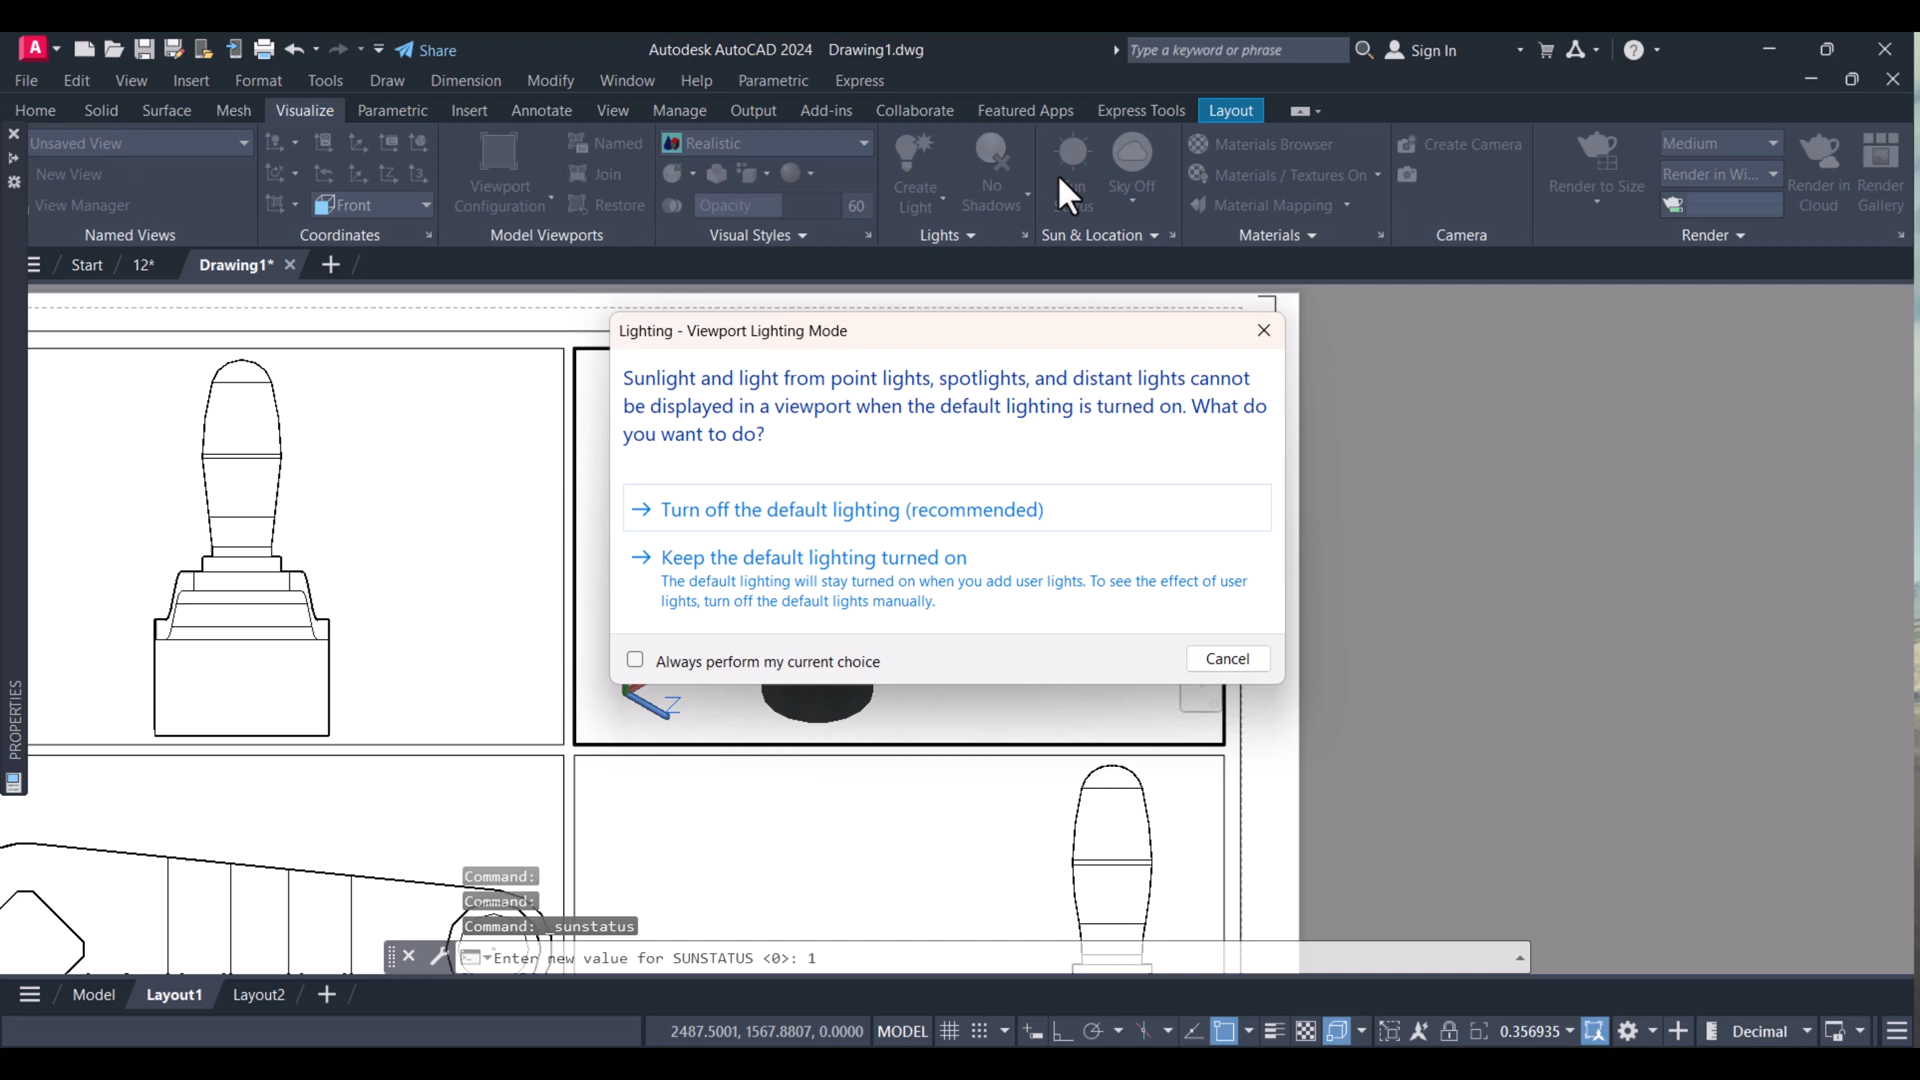 A Share Autodesk AutoCAD 2024 Drawing1.dwg Type a keyword or phrase Sign In
File Edit View Insert Format Tools Draw Dimension Modify Window Help Parametric Express
Home Solid Surface Mesh Visualize Parametric Insert Annotate View Manage Output Add-ins Collaborate Featured Apps Express Tools Layout
Unsaved View
New View
View Manager
Named Views
Front
Coordinates
Viewport
Configuration
Named
Join
Restore
Model Viewports
Realistic
Opacity 60
Visual Styles
Create
Light
No
Shadows
Lights
Sky Off
Sun & Location
Materials Browser
Materials / Textures On
Material Mapping
Materials
Create Camera
Camera
Render to Size
Medium
Render in Wi...
Render in
Cloud
Render
Gallery
Render
Start 12* Drawing1*
Lighting - Viewport Lighting Mode
Sunlight and light from point lights, spotlights, and distant lights cannot
be displayed in a viewport when the default lighting is turned on. What do
you want to do?
Turn off the default lighting (recommended)
Keep the default lighting turned on
The default lighting will stay turned on when you add user lights. To see the effect of user
lights, turn off the default lights manually.
Always perform my current choice
Cancel
Z
PROPERTIES
Command:
Command:
Command: _sunstatus
Enter new value for SUNSTATUS <0>: 1
Model Layout1 Layout2
2487.5001, 1567.8807, 0.0000 MODEL 0.356935 Decimal